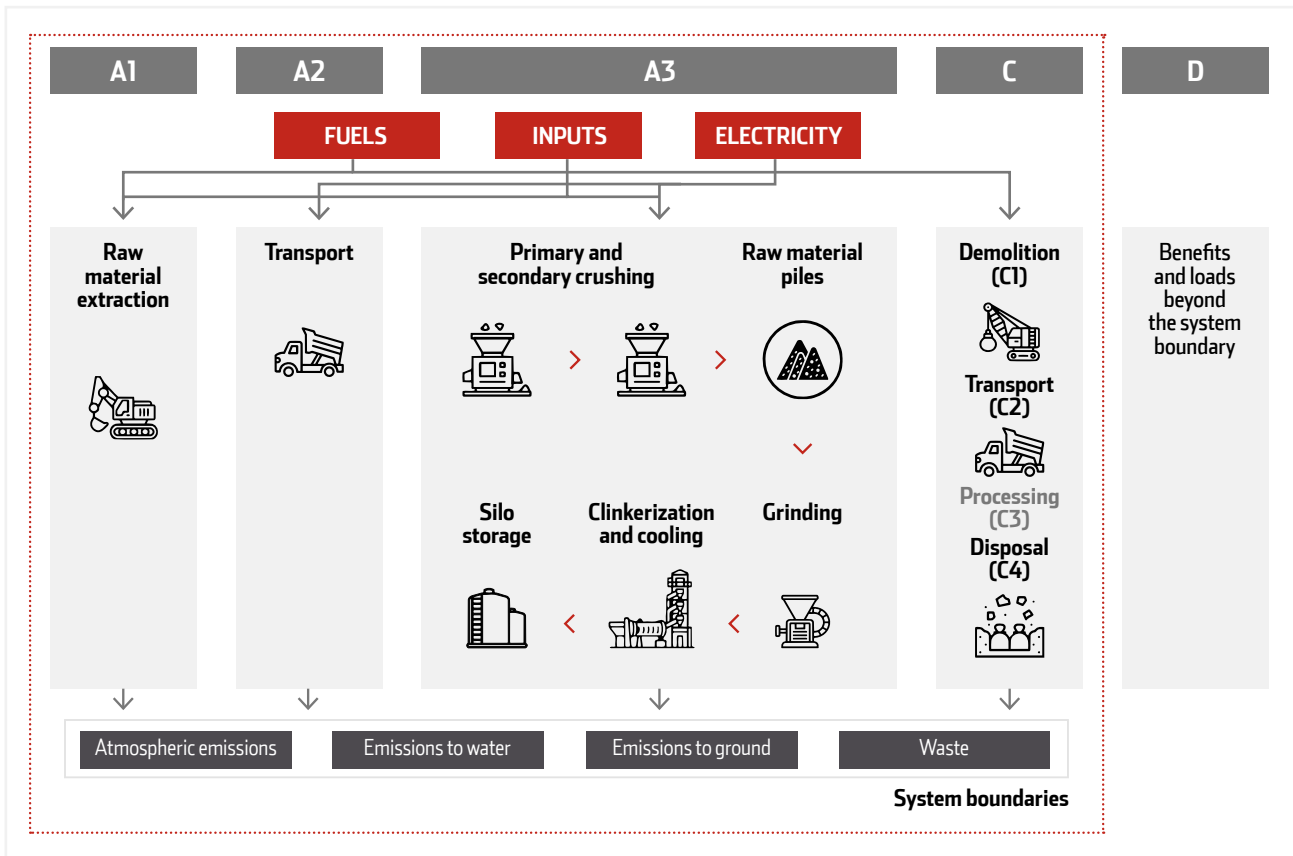 A1
A2
A3
C
D
FUELS
INPUTS
ELECTRICITY
Raw
material
extraction
Transport
Primary and
secondary crushing
Raw material
piles
Silo
storage
Clinkerization
and cooling
Grinding
Demolition
(C1)
Transport
(C2)
Processing
(C3)
Disposal
(C4)
Benefits
and loads
beyond
the system
boundary
Atmospheric emissions
Emissions to water
Emissions to ground
Waste
System boundaries